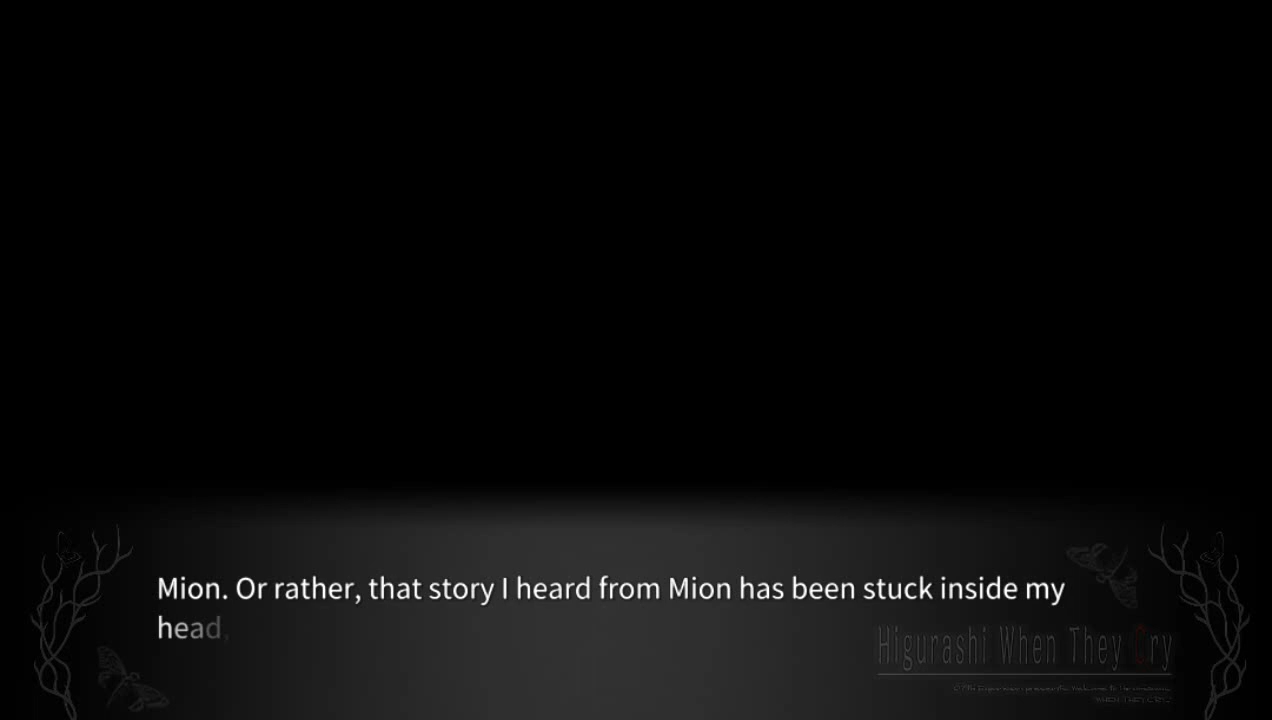 Mion. Or rather, that story I heard from Mion has been stuck inside my
head,
Higurashi When They Cry